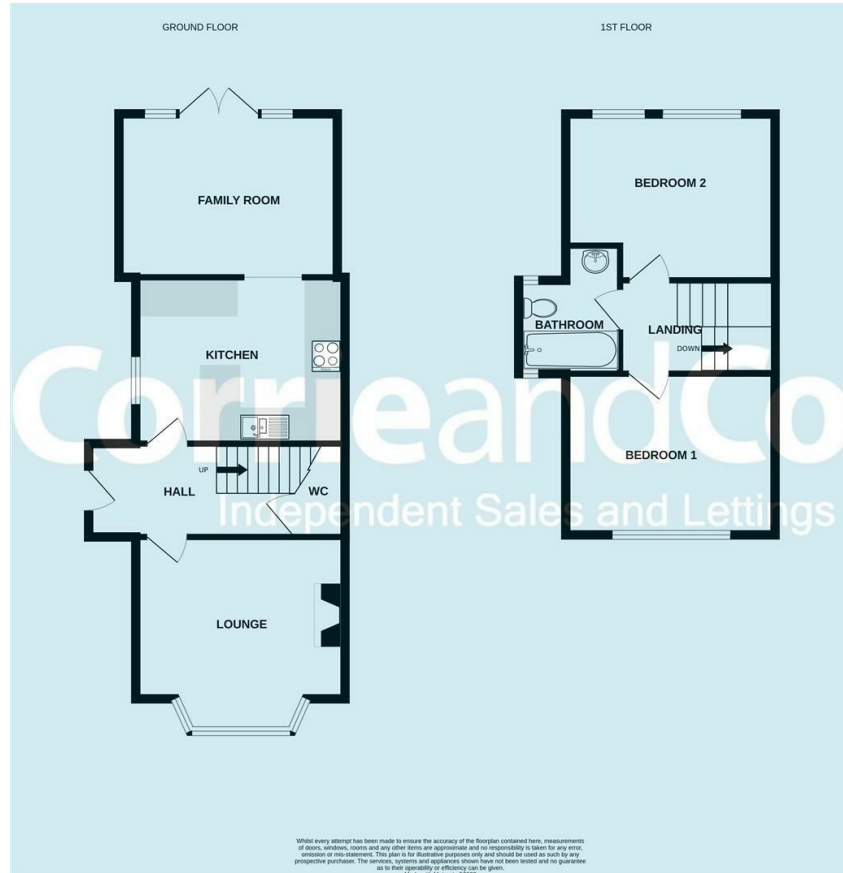 GROUND FLOOR
1ST FLOOR
FAMILY ROOM
BEDROOM 2
KITCHEN
BATHROOM
LANDING
DOWN
CorrieandCo
BEDROOM 1
UP
HALL
WC
Independent Sales and Lettings
LOUNGE
Whilst every attempt has been made to ensure the accuracy of the floorplan contained here, measurements
of doors, windows, rooms and any other items are approximate and no responsibility is taken for any error,
omission or mis-statement. This plan is for illustrative purposes only and should be used as such by any
prospective purchaser. The services, systems and appliances shown have not been tested and no guarantee
as to their operability or efficiency can be given.